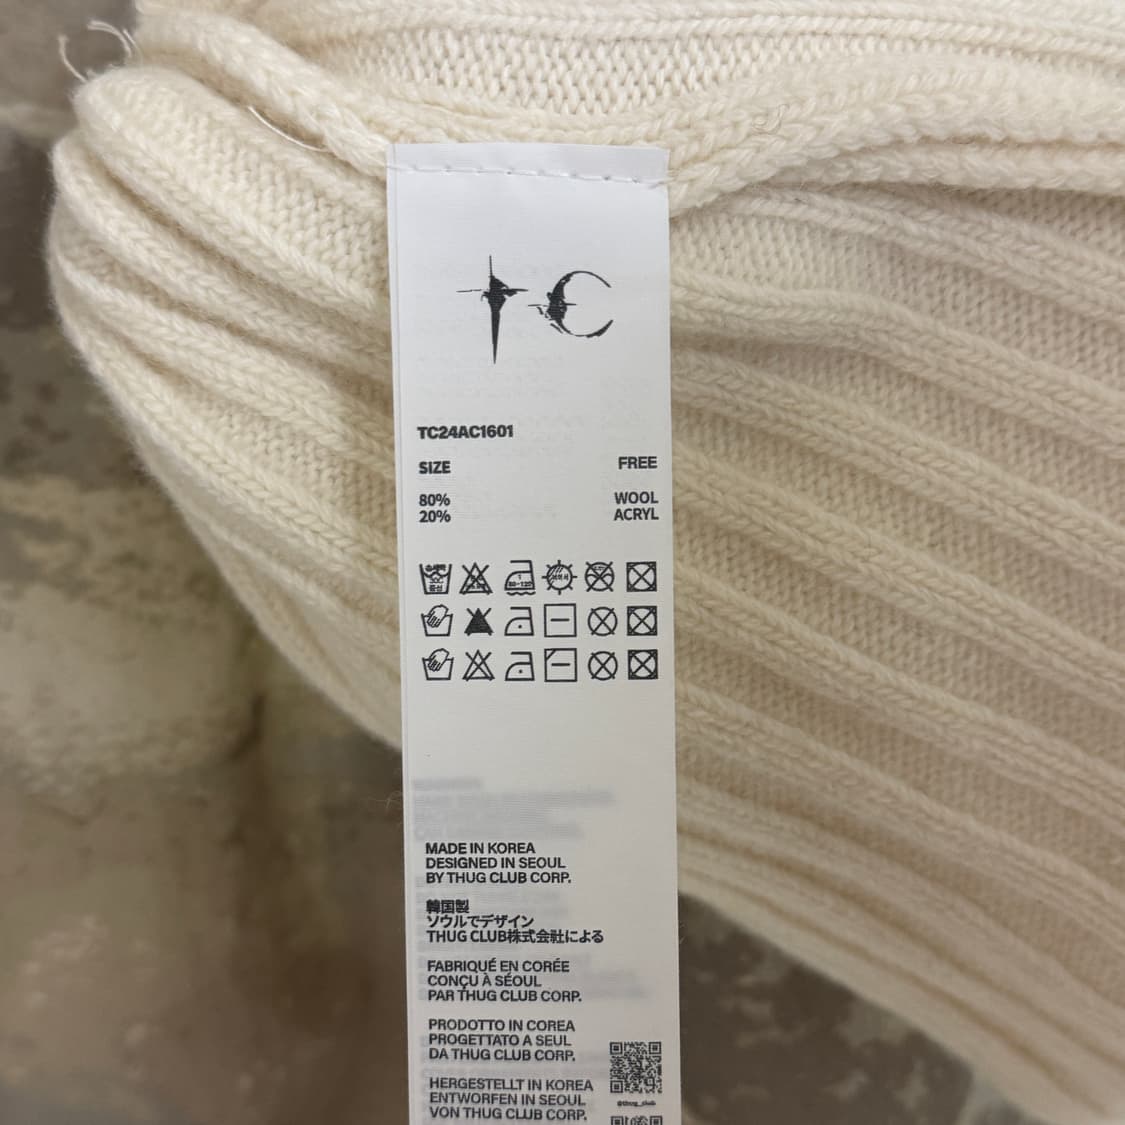 TC
TC24AC1601
SIZE FREE
80% WOOL
20% ACRYL
MADE IN KOREA
DESIGNED IN SEOUL
BY THUG CLUB CORP.
韓国製
ソウルでデザイン
THUG CLUB株式会社による
FABRIQUÉ EN CORÉE
CONÇU À SÉOUL
PAR THUG CLUB CORP.
PRODOTTO IN COREA
PROGETTATO A SEUL
DA THUG CLUB CORP.
HERGESTELLT IN KOREA
ENTWORFEN IN SEOUL
VON THUG CLUB CORP.
@thug_club